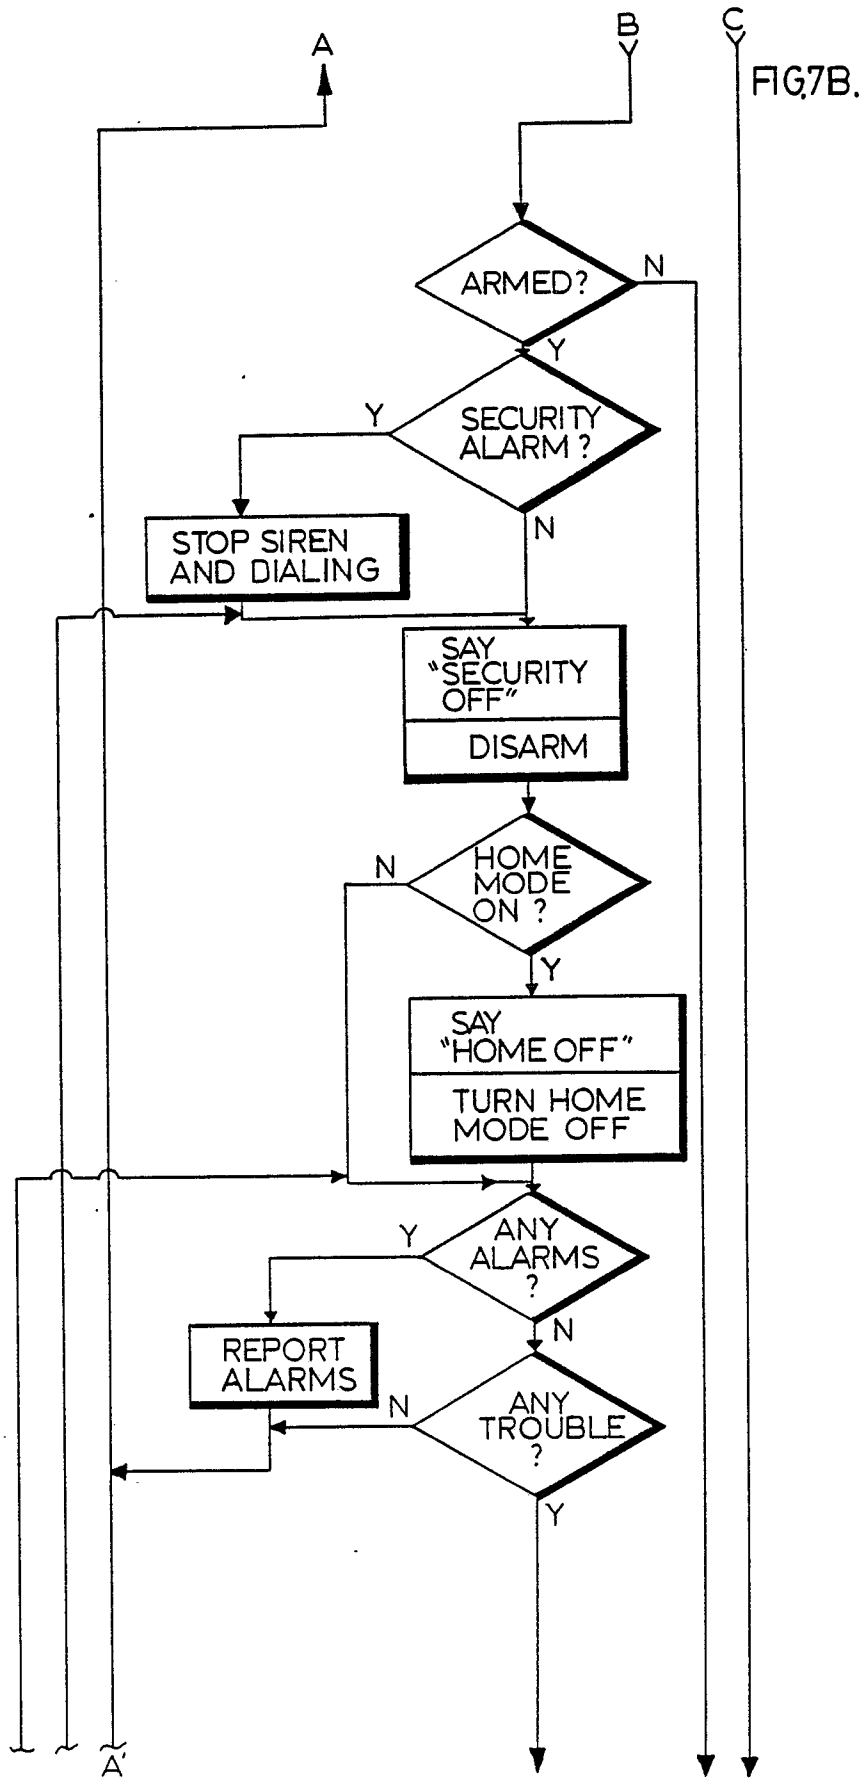 A
B
C
FIG.7B.
ARMED?
N
Y
SECURITY
ALARM?
Y
N
STOP SIREN
AND DIALING
SAY
"SECURITY
OFF"
DISARM
HOME
MODE
ON ?
N
Y
SAY
"HOME OFF"
TURN HOME
MODE OFF
ANY
ALARMS
?
Y
N
REPORT
ALARMS
ANY
TROUBLE
?
N
Y
A'